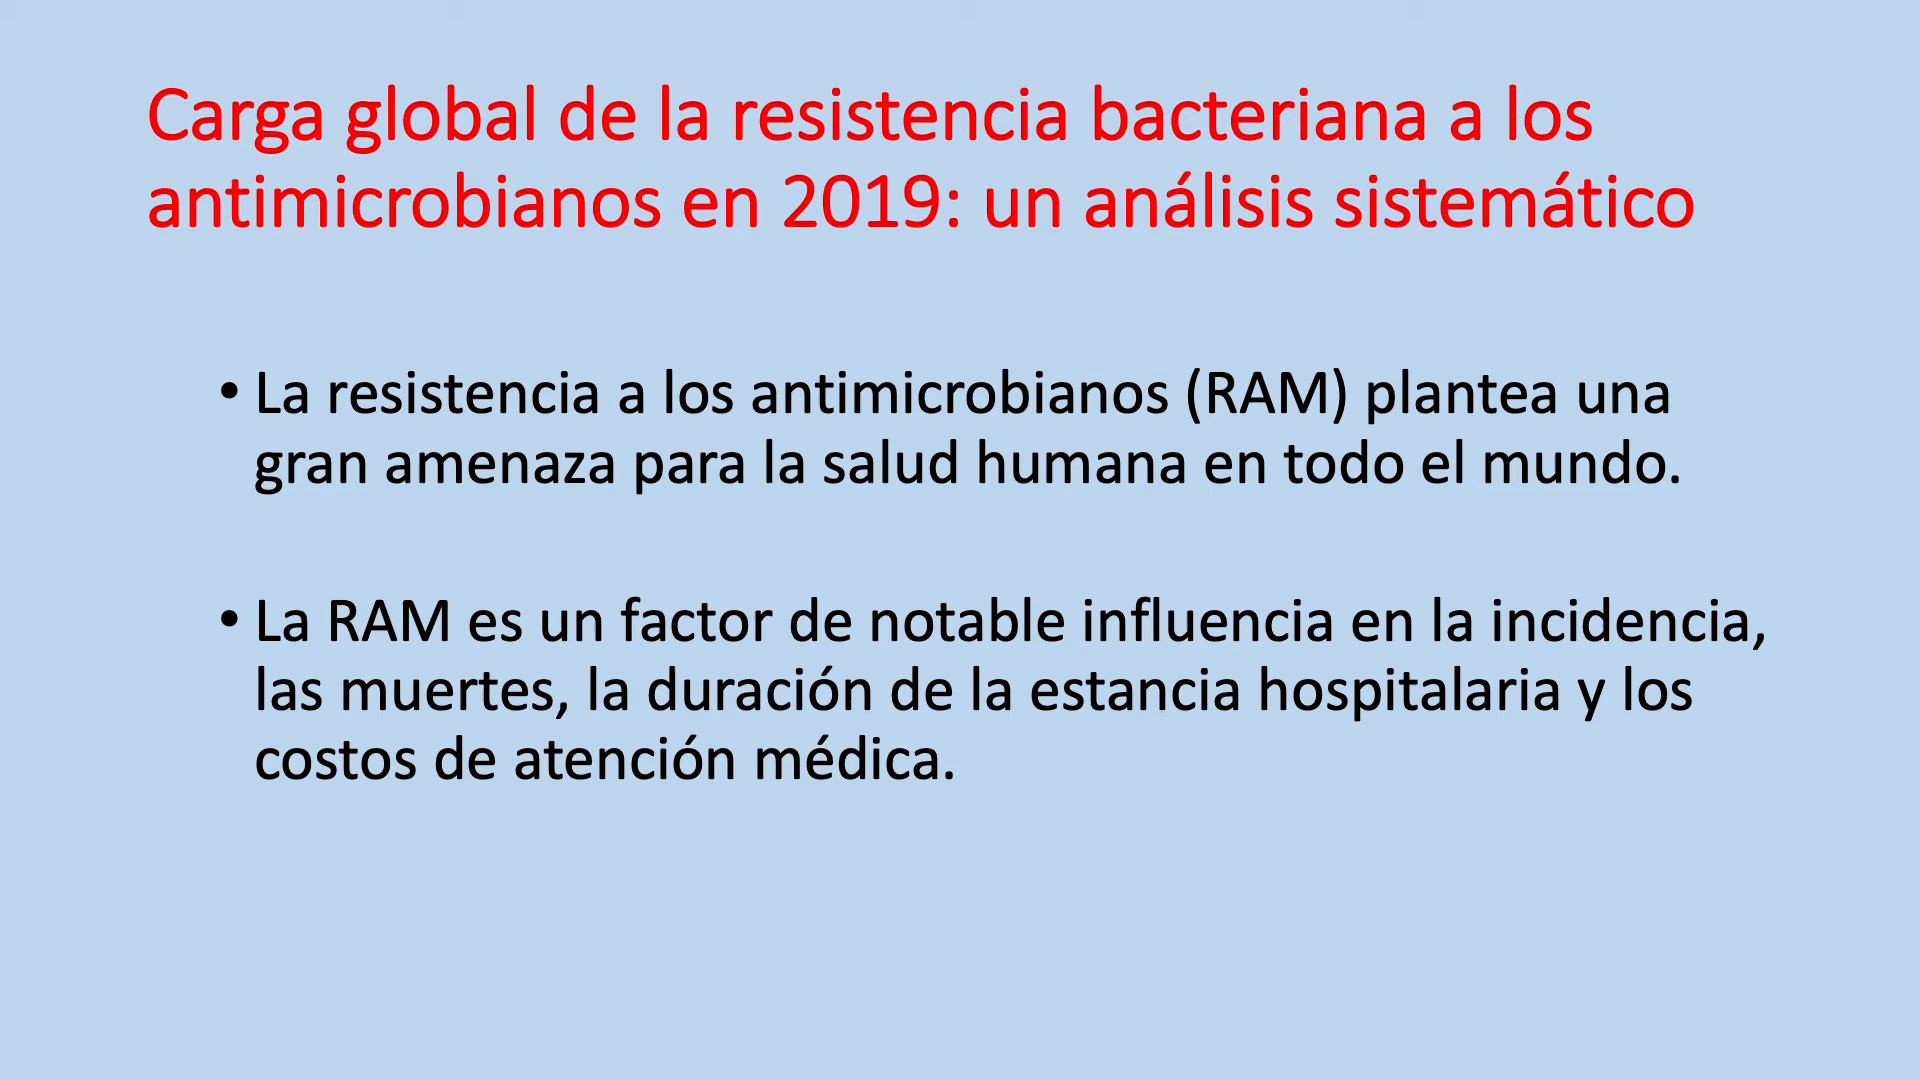 Carga global de la resistencia bacteriana a los
antimicrobianos en 2019: un análisis sistemático
• La resistencia a los antimicrobianos (RAM) plantea una
gran amenaza para la salud humana en todo el mundo.
• La RAM es un factor de notable influencia en la incidencia,
las muertes, la duración de la estancia hospitalaria y los
costos de atención médica.